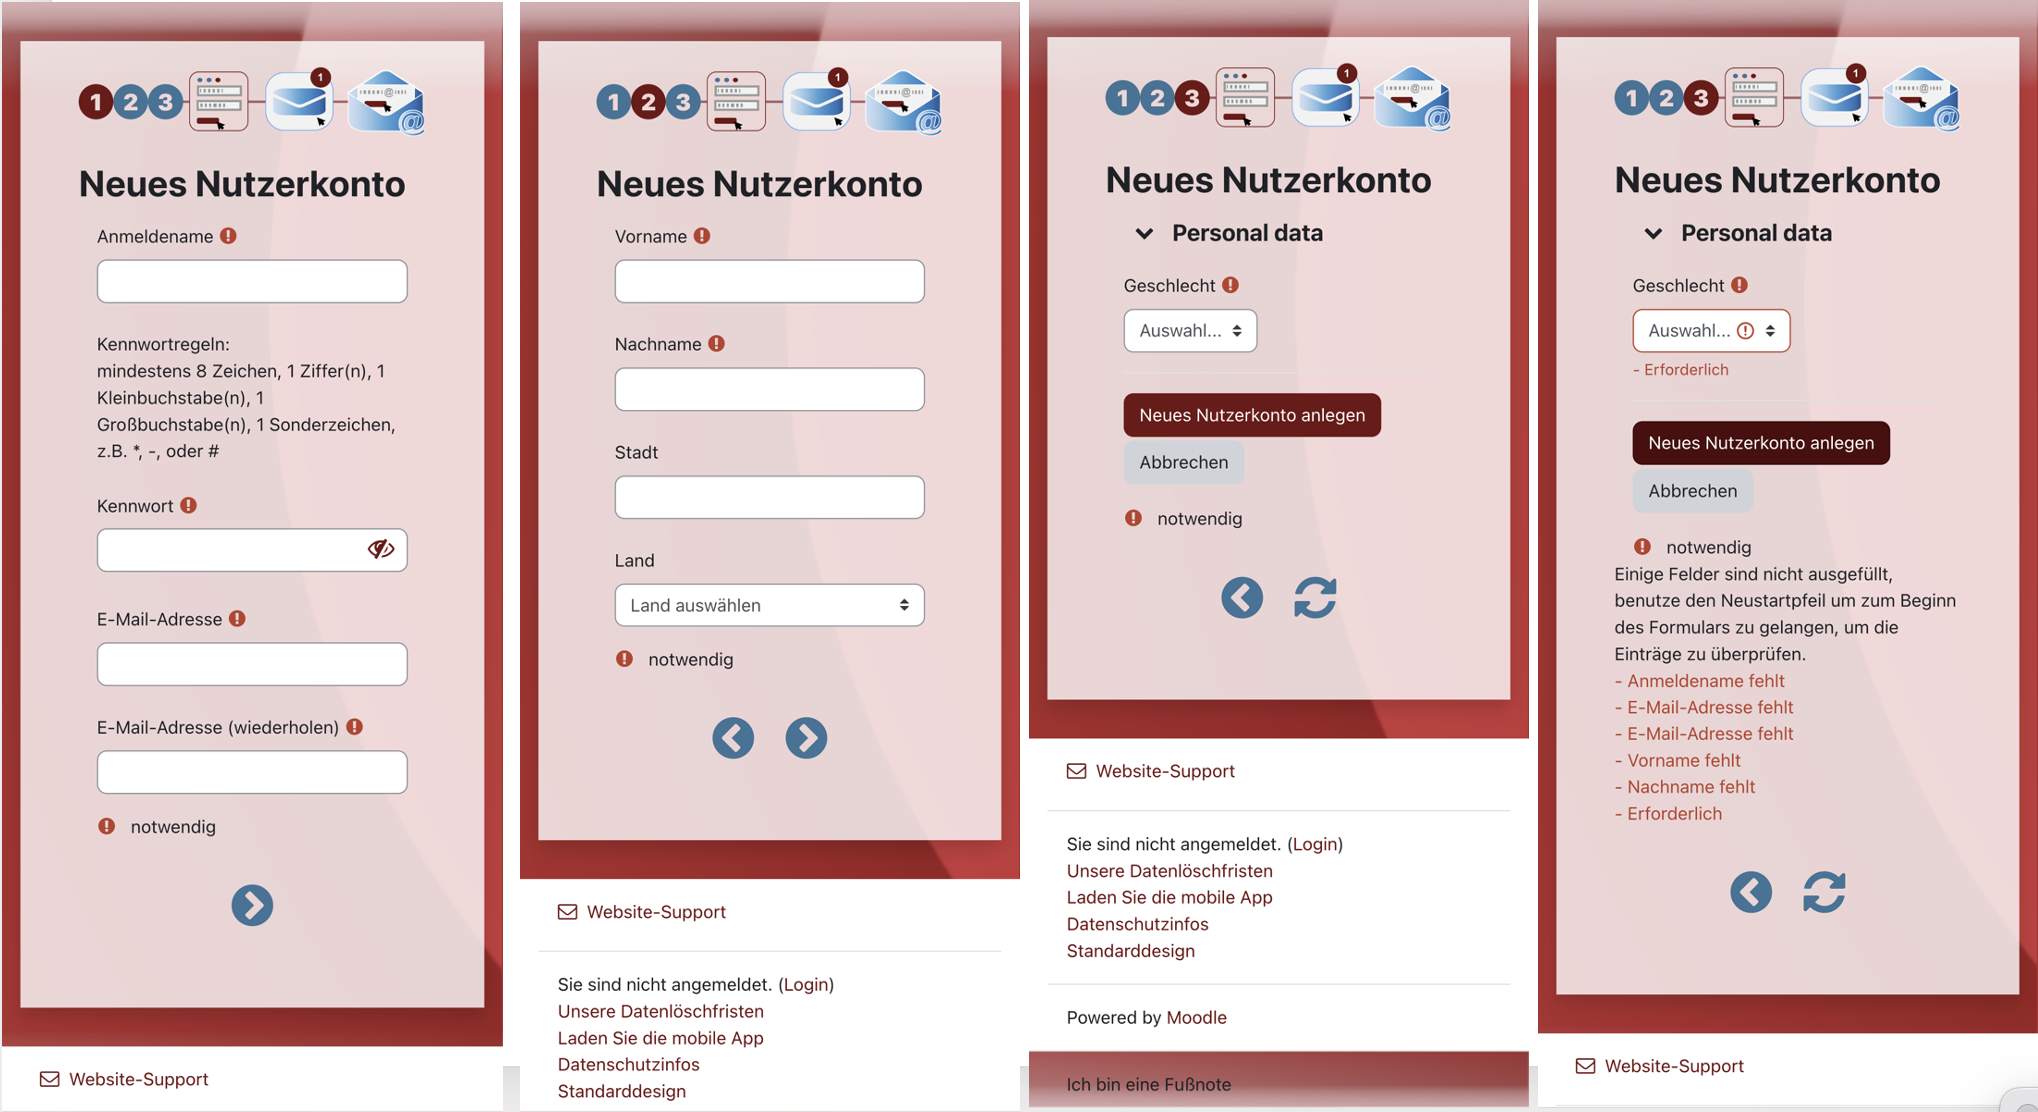 1 2 3
1
Neues Nutzerkonto
Anmeldename
Kennwortregeln:
mindestens 8 Zeichen, 1 Ziffer(n), 1
Kleinbuchstabe(n), 1
Großbuchstabe(n), 1 Sonderzeichen,
z.B. *, -, oder #
Kennwort
E-Mail-Adresse
E-Mail-Adresse (wiederholen)
notwendig
Website-Support
1 2 3
1
Neues Nutzerkonto
Vorname
Nachname
Stadt
Land
Land auswählen
notwendig
Website-Support
Sie sind nicht angemeldet. (Login)
Unsere Datenlöschfristen
Laden Sie die mobile App
Datenschutzinfos
Standarddesign
1 2 3
1
Neues Nutzerkonto
Personal data
Geschlecht
Auswahl...
Neues Nutzerkonto anlegen
Abbrechen
notwendig
Website-Support
Sie sind nicht angemeldet. (Login)
Unsere Datenlöschfristen
Laden Sie die mobile App
Datenschutzinfos
Standarddesign
Powered by Moodle
Ich bin eine Fußnote
1 2 3
1
Neues Nutzerkonto
Personal data
Geschlecht
Auswahl...
- Erforderlich
Neues Nutzerkonto anlegen
Abbrechen
notwendig
Einige Felder sind nicht ausgefüllt,
benutze den Neustartpfeil um zum Beginn
des Formulars zu gelangen, um die
Einträge zu überprüfen.
- Anmeldename fehlt
- E-Mail-Adresse fehlt
- E-Mail-Adresse fehlt
- Vorname fehlt
- Nachname fehlt
- Erforderlich
Website-Support